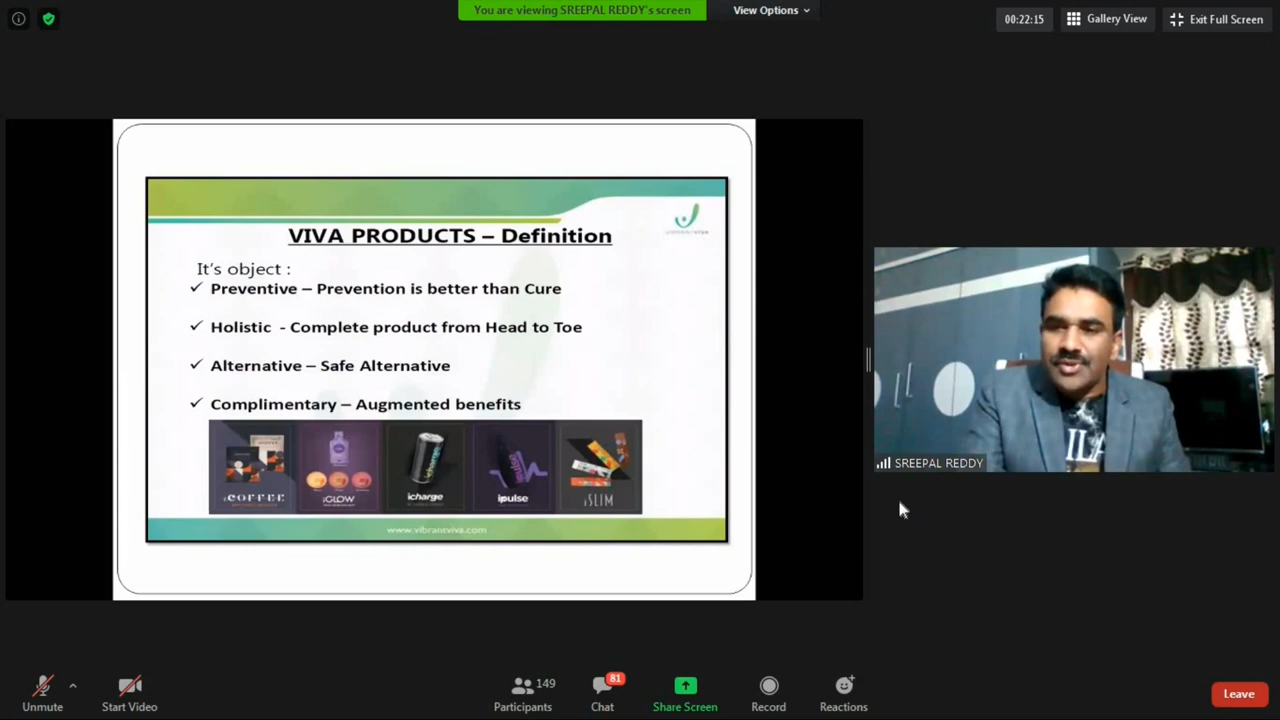 You are viewing SREEPAL REDDY's screen
View Options
00:22:15
Gallery View
Exit Full Screen
VIVA PRODUCTS – Definition
It's object :
✓ Preventive – Prevention is better than Cure
✓ Holistic - Complete product from Head to Toe
✓ Alternative – Safe Alternative
✓ Complimentary – Augmented benefits
iCOFFEE
iGLOW
icharge
ipulse
iSLIM
www.vibrantviva.com
SREEPAL REDDY
Unmute
Start Video
149
Participants
81
Chat
Share Screen
Record
Reactions
Leave